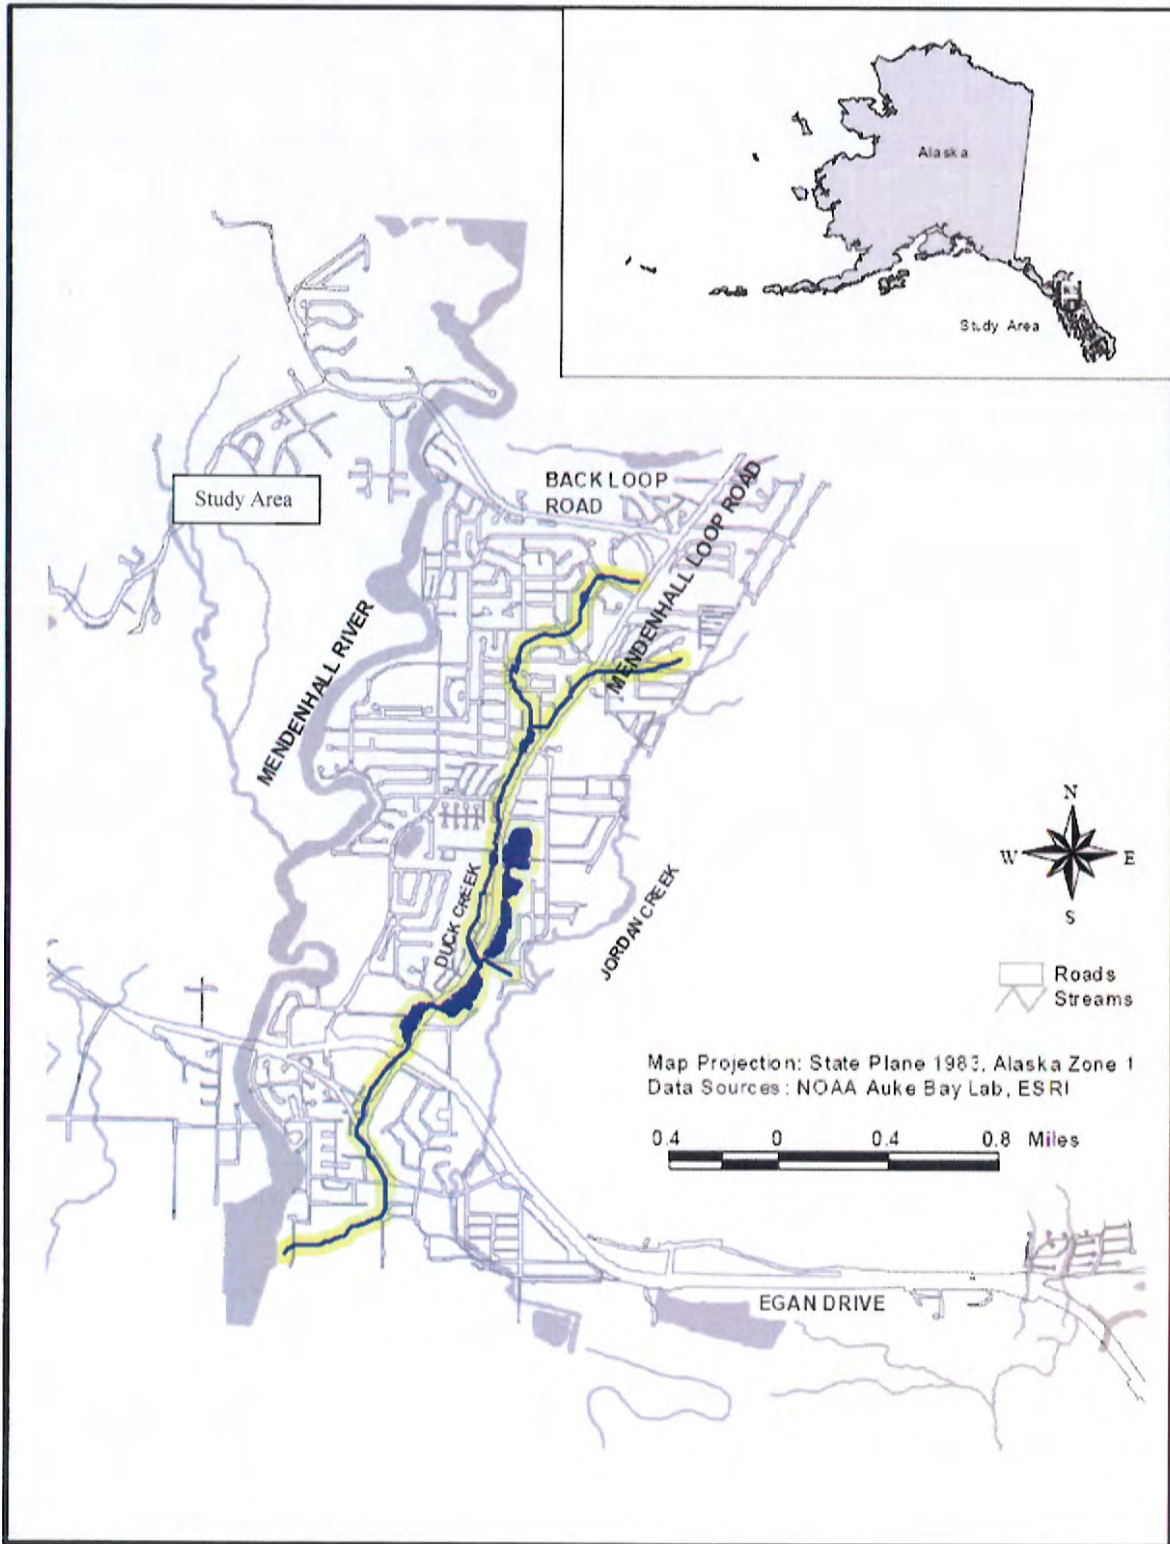 Alaska
Study Area
Study Area
BACK LOOP
ROAD
MENDENHALL LOOP ROAD
MENDENHALL RIVER
DUCK CREEK
JORDAN CREEK
N
W E
S
Roads
Streams
Map Projection: State Plane 1983, Alaska Zone 1
Data Sources: NOAA Auke Bay Lab, ESRI
0.4 0 0.4 0.8 Miles
EGAN DRIVE